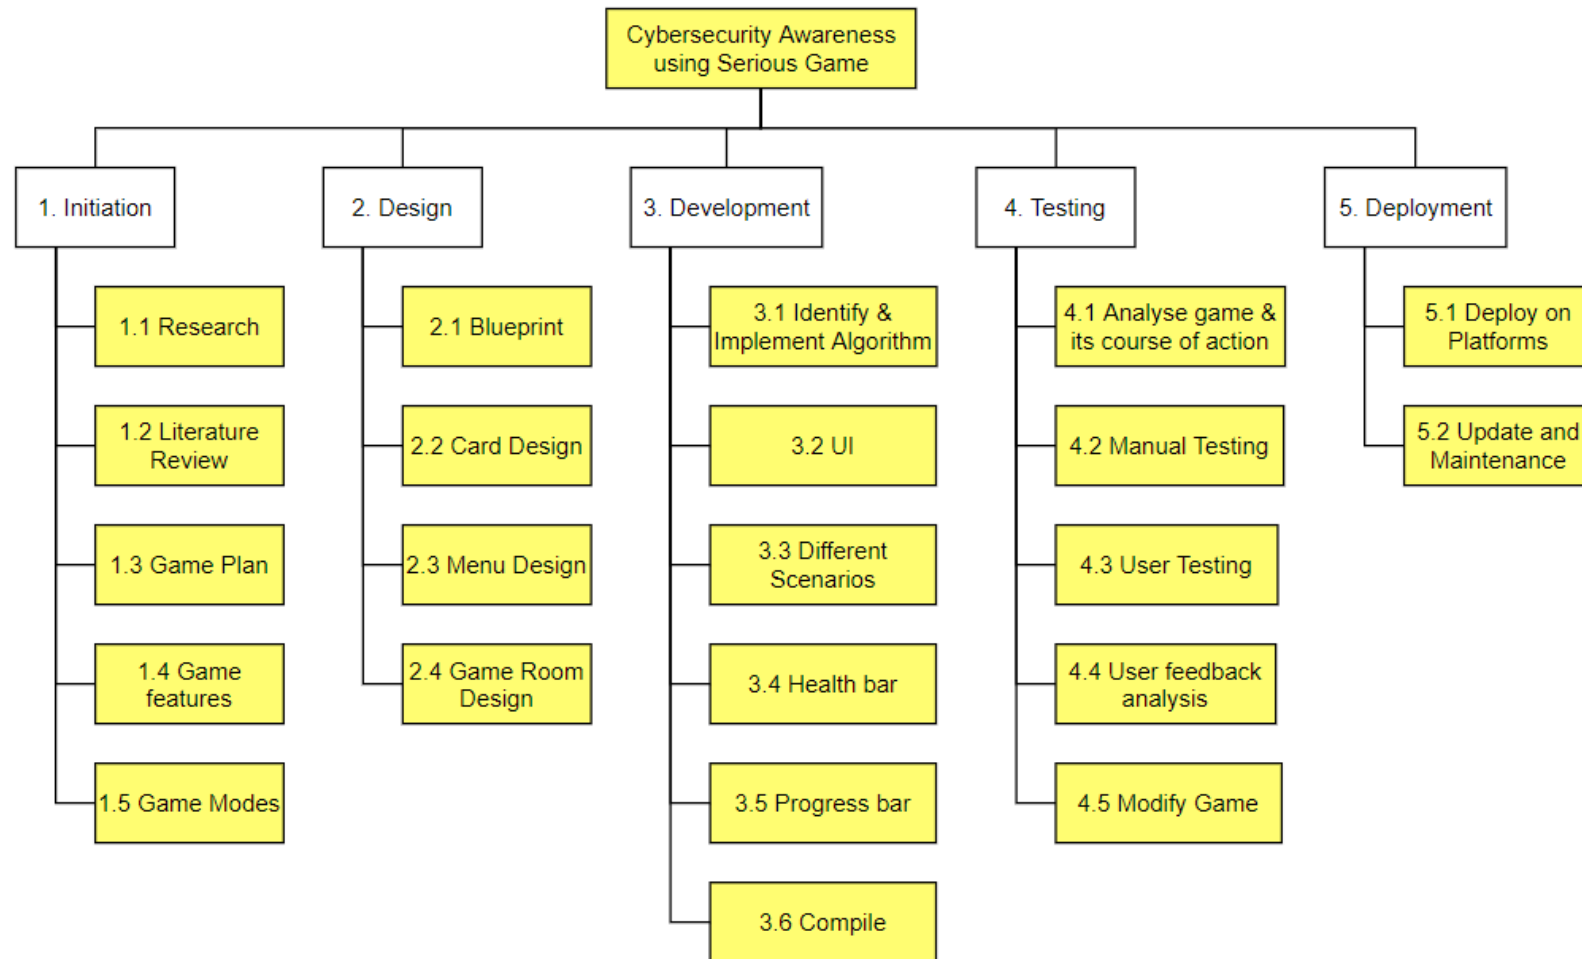 Cybersecurity Awareness
using Serious Game
1. Initiation
2. Design
3. Development
4. Testing
5. Deployment
1.1 Research
1.2 Literature
Review
1.3 Game Plan
1.4 Game
features
1.5 Game Modes
2.1 Blueprint
2.2 Card Design
2.3 Menu Design
2.4 Game Room
Design
3.1 Identify &
Implement Algorithm
3.2 UI
3.3 Different
Scenarios
3.4 Health bar
3.5 Progress bar
3.6 Compile
4.1 Analyse game &
its course of action
4.2 Manual Testing
4.3 User Testing
4.4 User feedback
analysis
4.5 Modify Game
5.1 Deploy on
Platforms
5.2 Update and
Maintenance